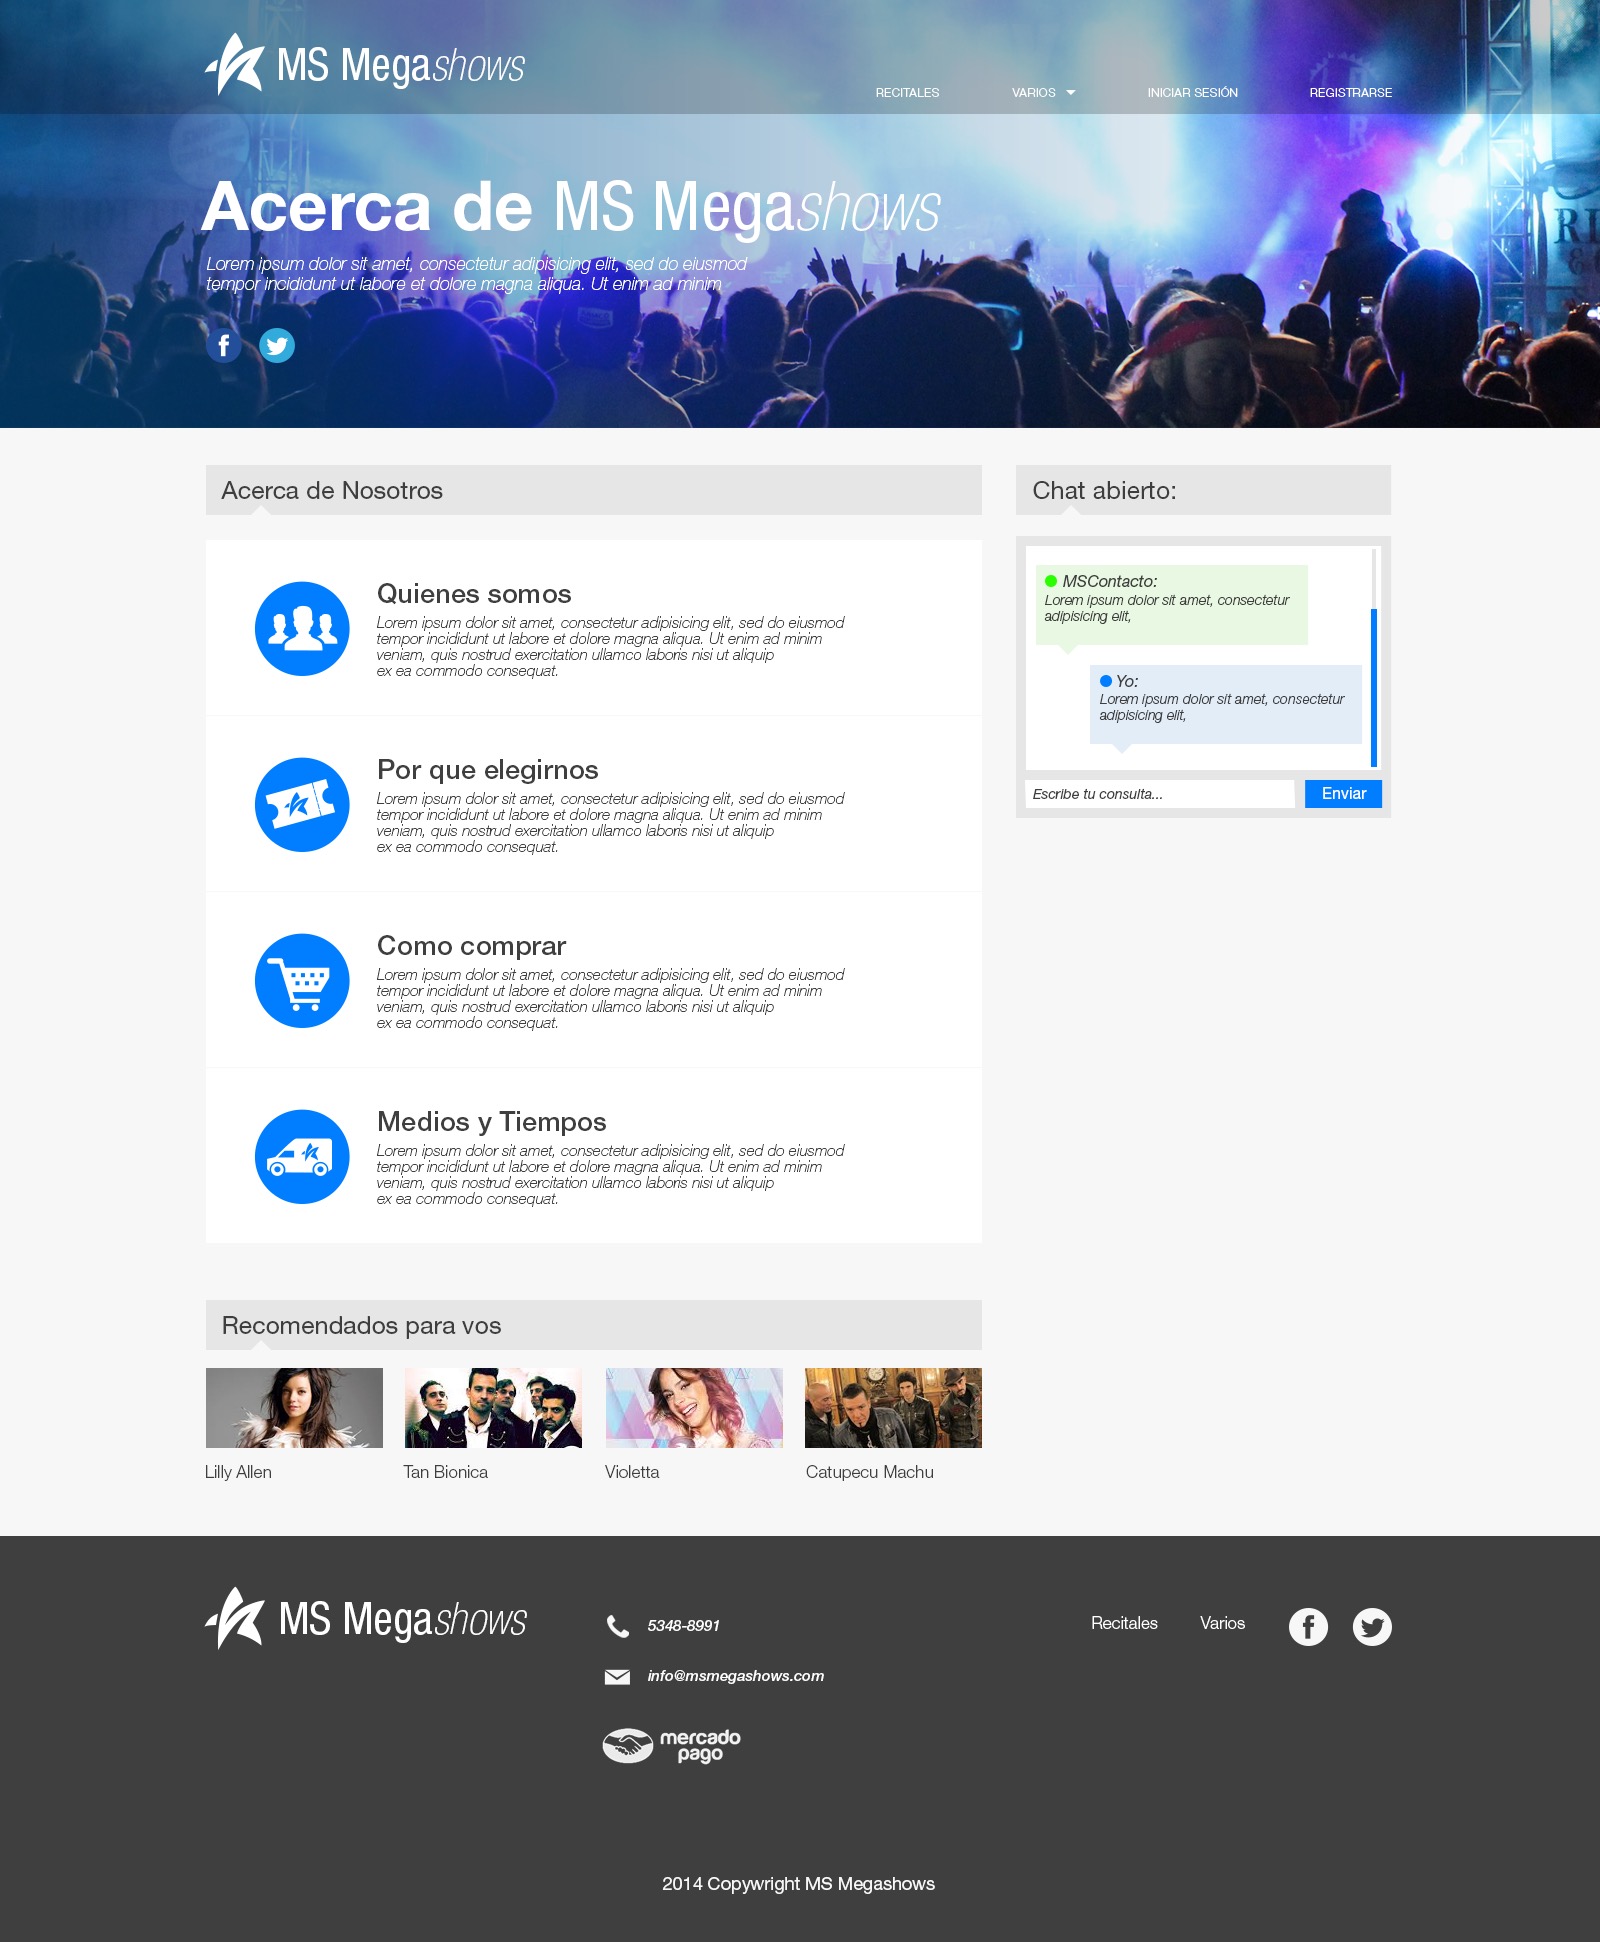 MS Megashows
RECITALES
VARIOS
INICIAR SESIÓN
REGISTRARSE
Acerca de MS Megashows
Lorem ipsum dolor sit amet, consectetur adipisicing elit, sed do eiusmod
tempor incididunt ut labore et dolore magna aliqua. Ut enim ad minim
Acerca de Nosotros
Quienes somos
Lorem ipsum dolor sit amet, consectetur adipisicing elit, sed do eiusmod
tempor incididunt ut labore et dolore magna aliqua. Ut enim ad minim
veniam, quis nostrud exercitation ullamco laboris nisi ut aliquip
ex ea commodo consequat.
Por que elegirnos
Lorem ipsum dolor sit amet, consectetur adipisicing elit, sed do eiusmod
tempor incididunt ut labore et dolore magna aliqua. Ut enim ad minim
veniam, quis nostrud exercitation ullamco laboris nisi ut aliquip
ex ea commodo consequat.
Como comprar
Lorem ipsum dolor sit amet, consectetur adipisicing elit, sed do eiusmod
tempor incididunt ut labore et dolore magna aliqua. Ut enim ad minim
veniam, quis nostrud exercitation ullamco laboris nisi ut aliquip
ex ea commodo consequat.
Medios y Tiempos
Lorem ipsum dolor sit amet, consectetur adipisicing elit, sed do eiusmod
tempor incididunt ut labore et dolore magna aliqua. Ut enim ad minim
veniam, quis nostrud exercitation ullamco laboris nisi ut aliquip
ex ea commodo consequat.
Chat abierto:
MSContacto:
Lorem ipsum dolor sit amet, consectetur
adipisicing elit,
Yo:
Lorem ipsum dolor sit amet, consectetur
adipisicing elit,
Escribe tu consulta...
Enviar
Recomendados para vos
Lilly Allen
Tan Bionica
Violetta
Catupecu Machu
MS Megashows
5348-8991
info@msmegashows.com
mercado
pago
Recitales
Varios
2014 Copywright MS Megashows